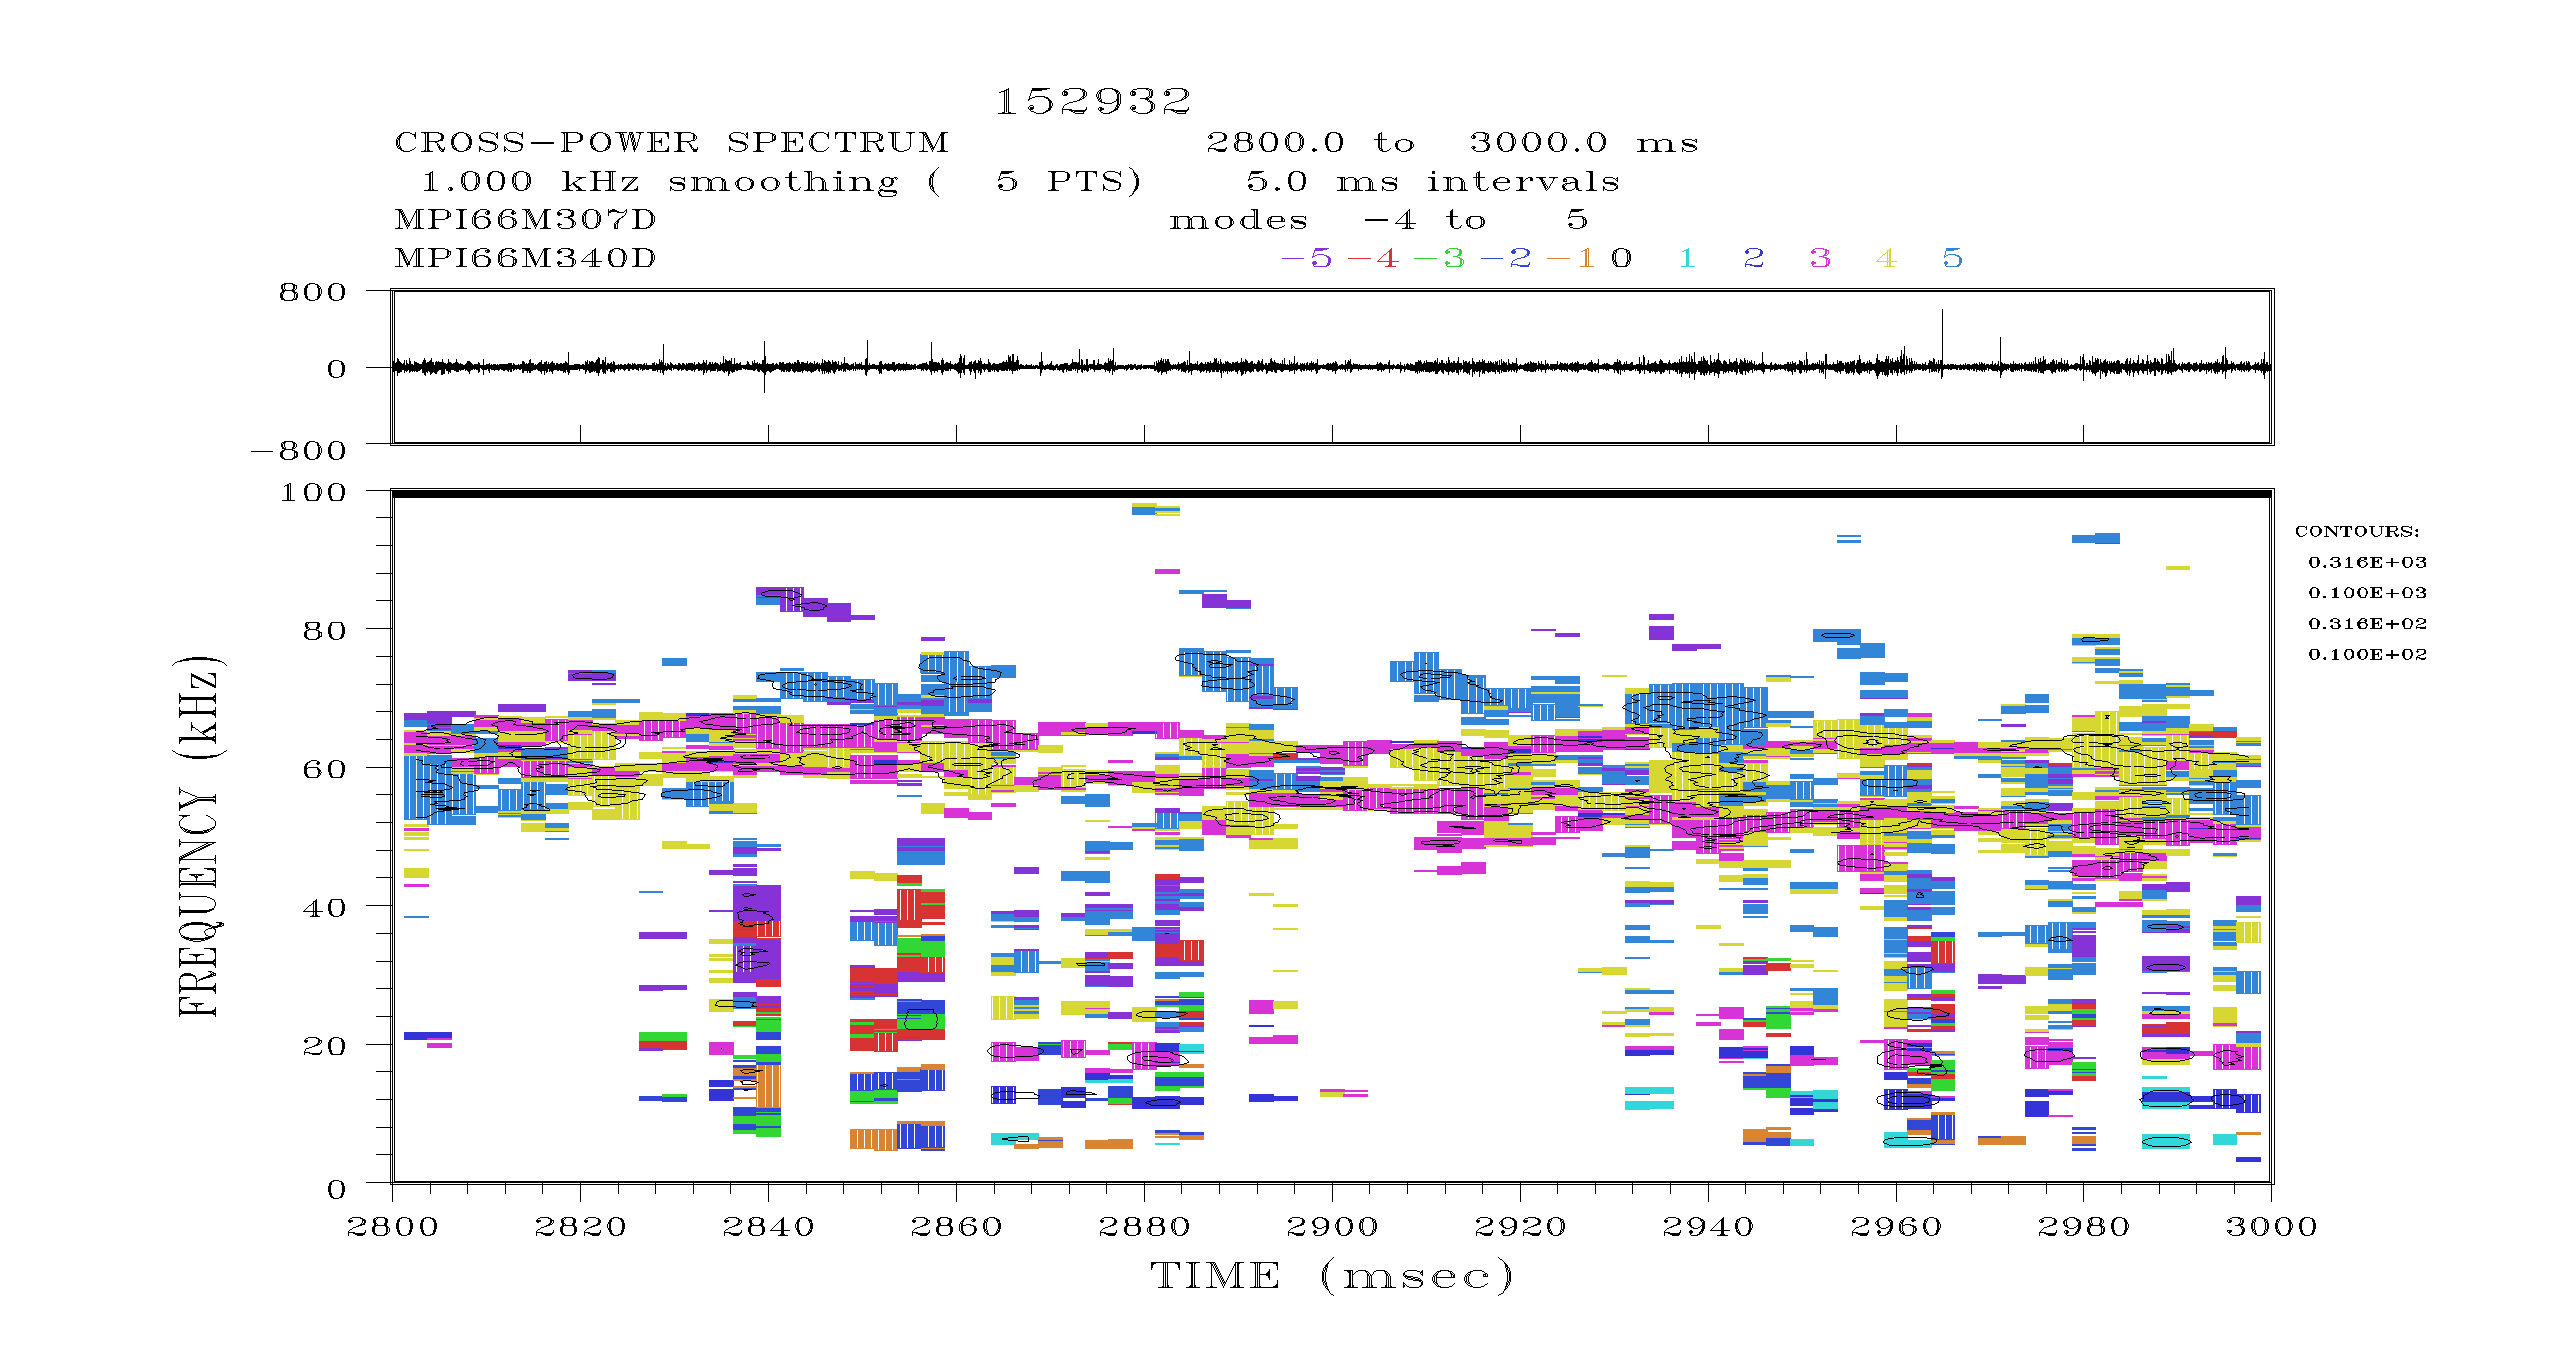 152932
CROSS-POWER SPECTRUM 2800.0 to 3000.0 ms
1.000 kHz smoothing ( 5 PTS) 5.0 ms intervals
MPI66M307D modes -4 to 5
MPI66M340D -5 -4 -3 -2 -1 0 1 2 3 4 5
800
0
-800
100
80
60
40
20
0
FREQUENCY (kHz)
CONTOURS:
0.316E+03
0.100E+03
0.316E+02
0.100E+02
2800 2820 2840 2860 2880 2900 2920 2940 2960 2980 3000
TIME (msec)